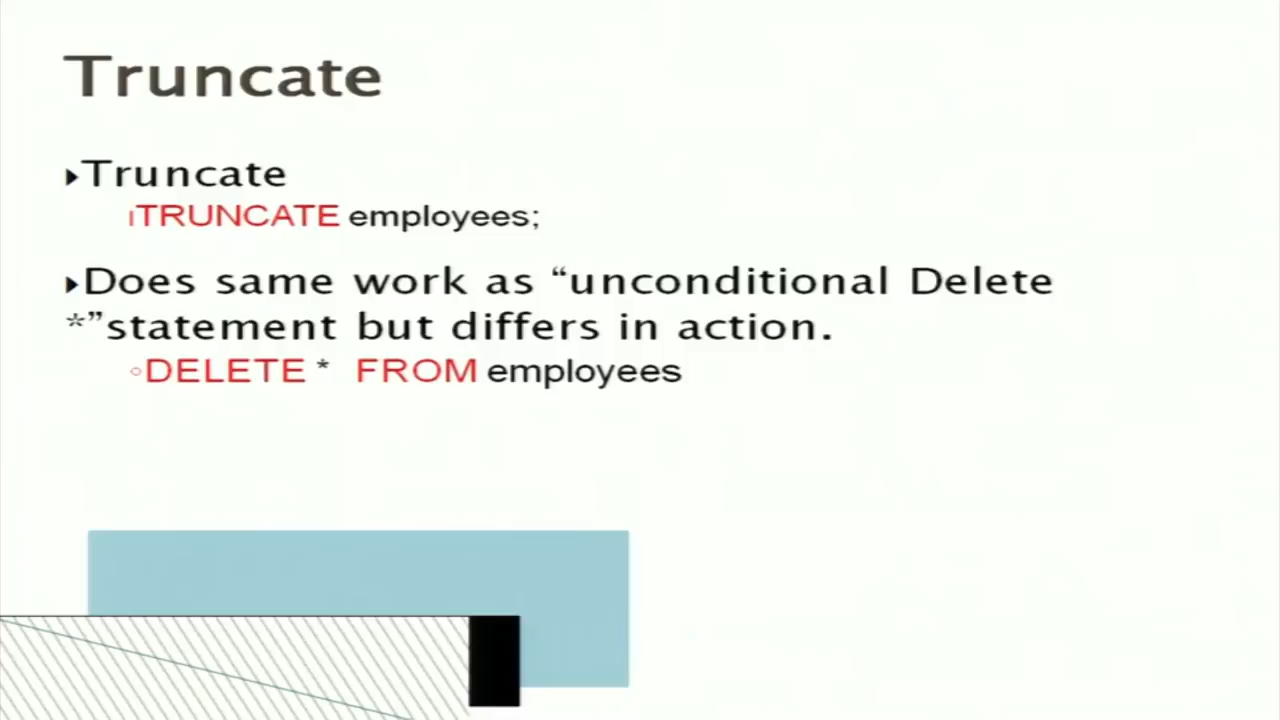 Truncate
Truncate
TRUNCATE employees;
Does same work as “unconditional Delete
*”statement but differs in action.
DELETE * FROM employees